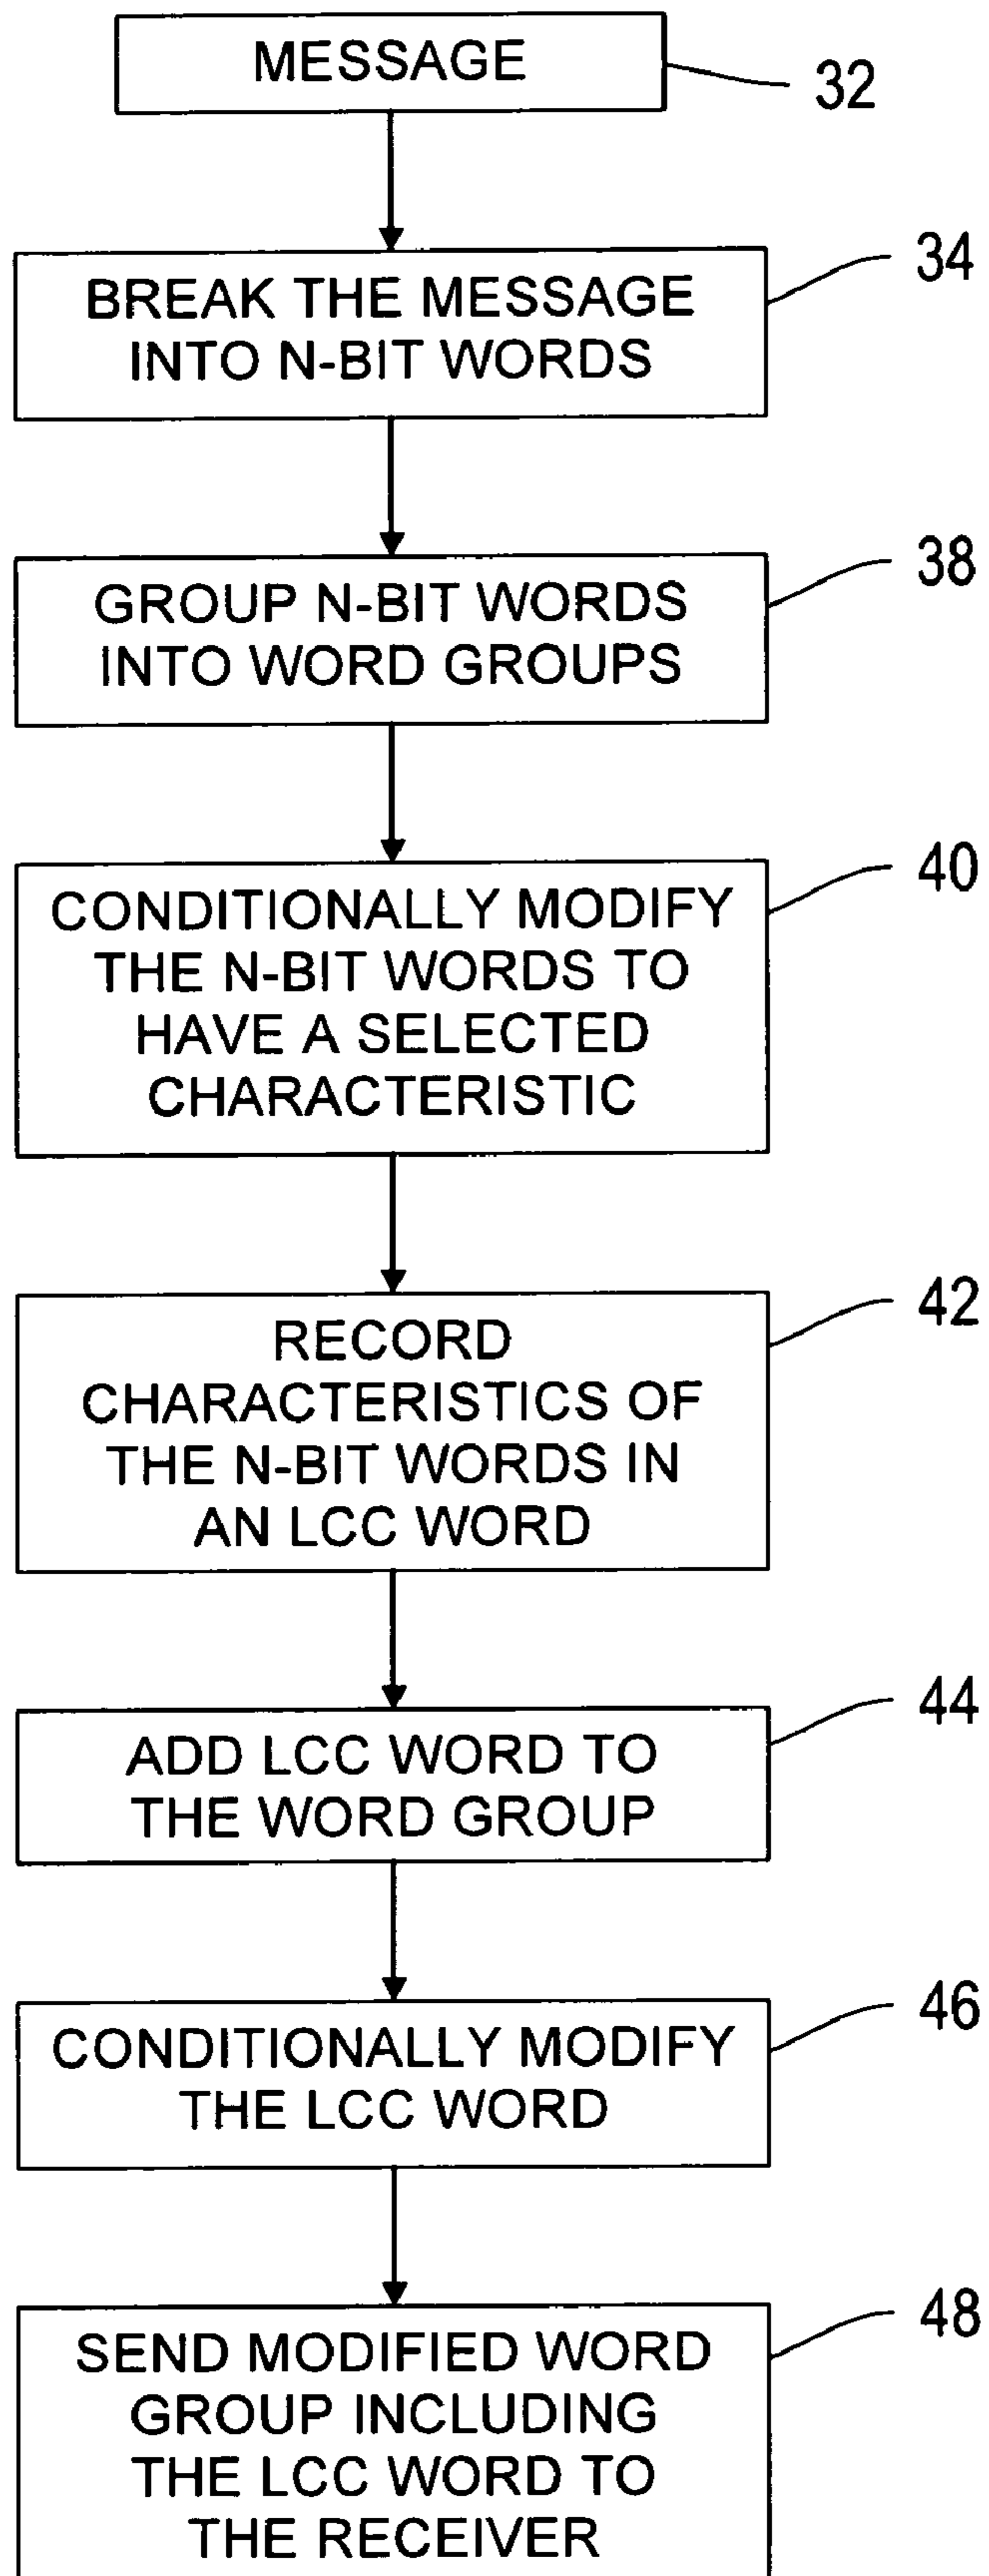 MESSAGE
32
BREAK THE MESSAGE
INTO N-BIT WORDS
34
GROUP N-BIT WORDS
INTO WORD GROUPS
38
CONDITIONALLY MODIFY
THE N-BIT WORDS TO
HAVE A SELECTED
CHARACTERISTIC
40
RECORD
CHARACTERISTICS OF
THE N-BIT WORDS IN
AN LCC WORD
42
ADD LCC WORD TO
THE WORD GROUP
44
CONDITIONALLY MODIFY
THE LCC WORD
46
SEND MODIFIED WORD
GROUP INCLUDING
THE LCC WORD TO
THE RECEIVER
48